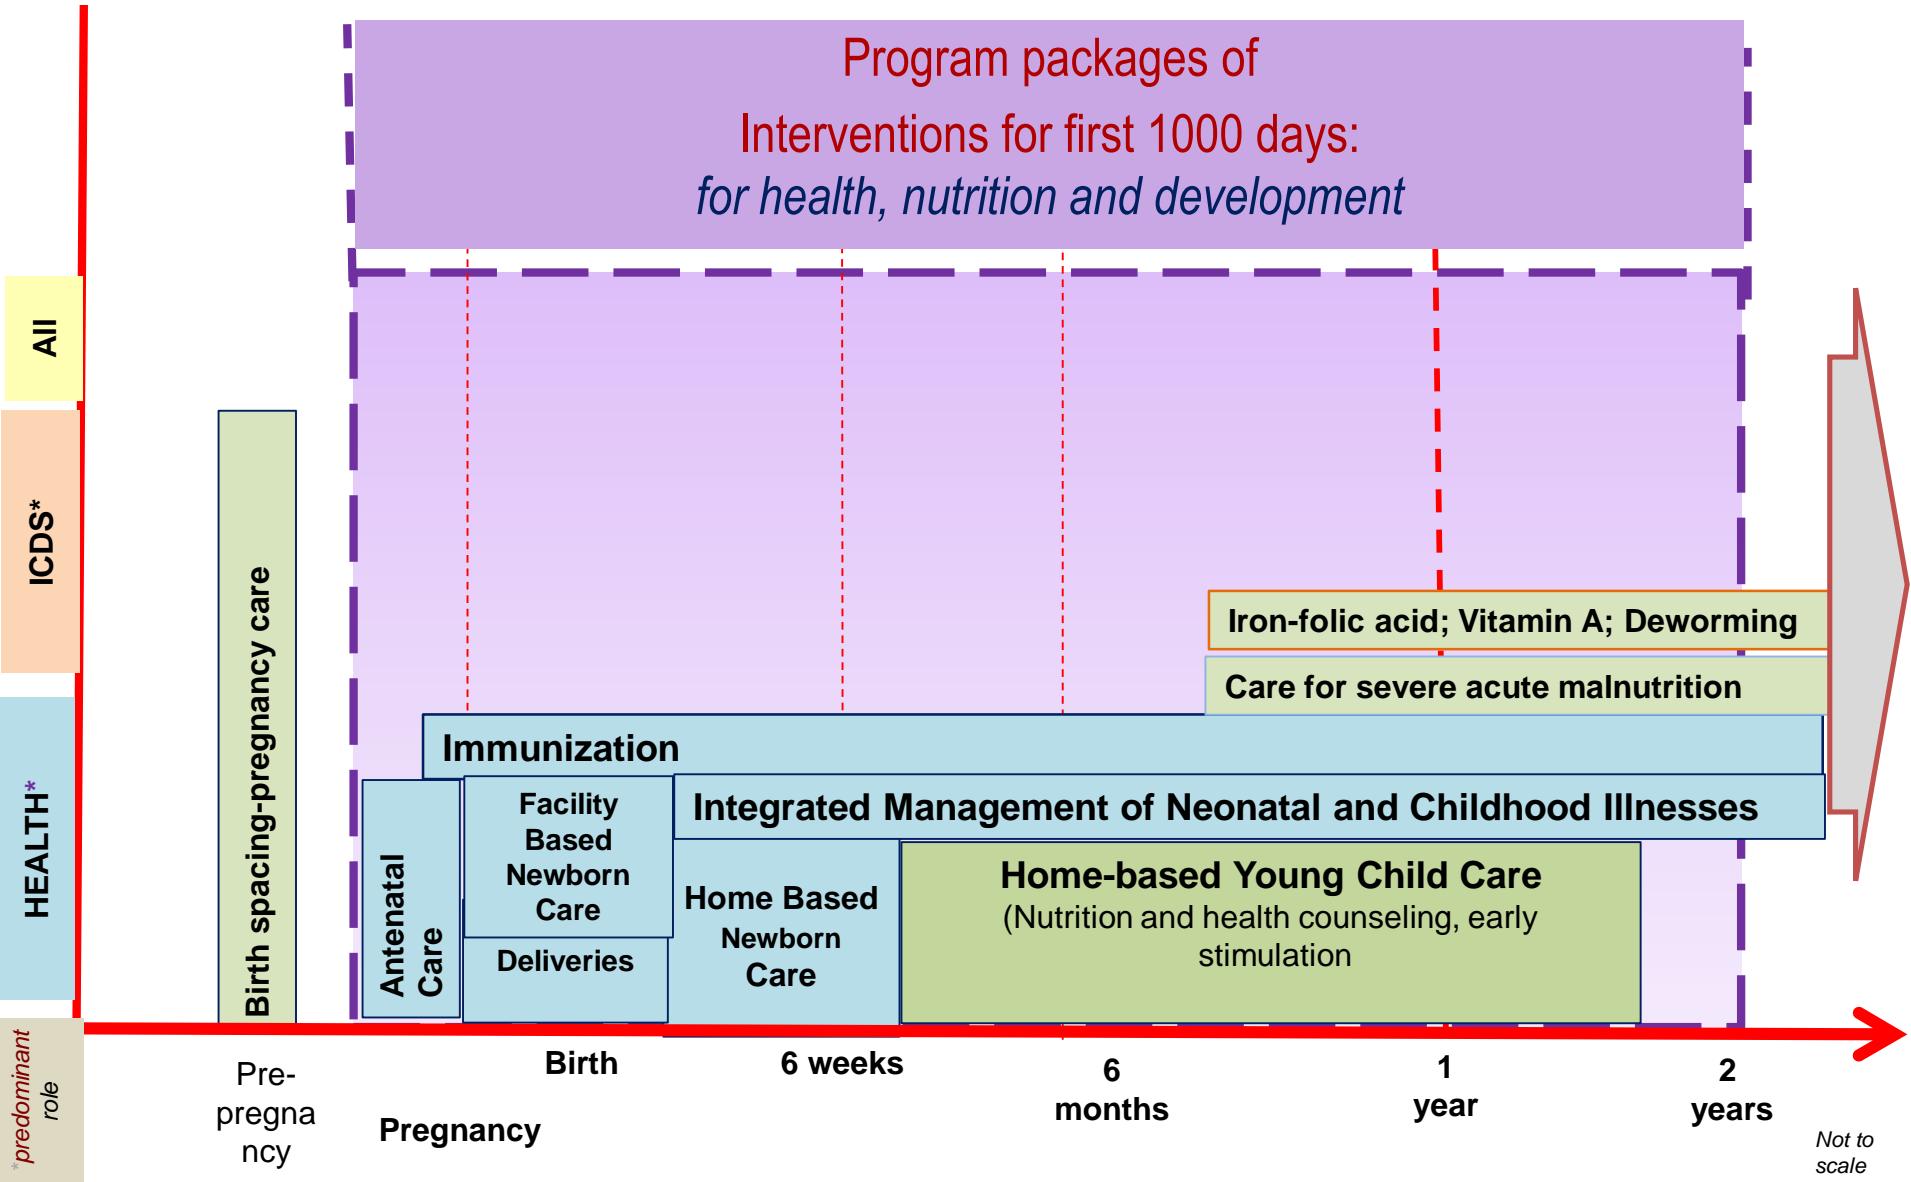 Program packages of
Interventions for first 1000 days:
for health, nutrition and development
All
ICDS*
HEALTH*
*predominant
role
Birth spacing-pregnancy care
Iron-folic acid; Vitamin A; Deworming
Care for severe acute malnutrition
Immunization
Integrated Management of Neonatal and Childhood Illnesses
Antenatal
Care
Facility
Based
Newborn
Care
Deliveries
Home Based
Newborn
Care
Home-based Young Child Care
(Nutrition and health counseling, early
stimulation
Pre-
pregna
ncy
Pregnancy
Birth
6 weeks
6
months
1
year
2
years
Not to
scale